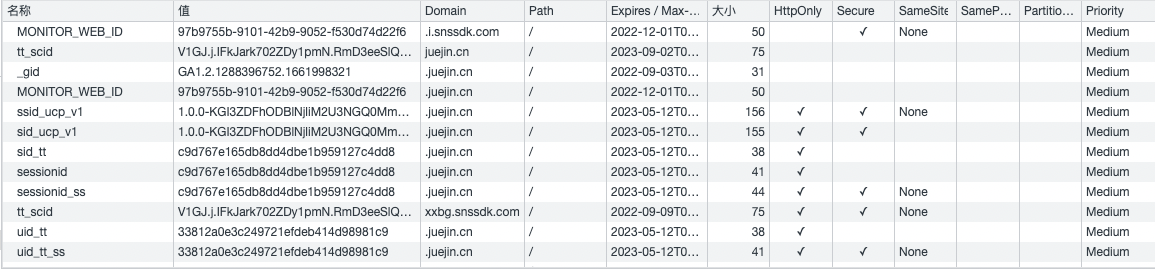 名称 值 Domain Path Expires / Max-... 大小 HttpOnly Secure SameSite SameP... Partitio... Priority
MONITOR_WEB_ID 97b9755b-9101-42b9-9052-f530d74d22f6 .i.snssdk.com / 2022-12-01T0... 50 ✓ None Medium
tt_scid V1GJ.j.IFkJark702ZDy1pmN.RmD3eeSlQ... juejin.cn / 2023-09-02T0... 75 Medium
_gid GA1.2.1288396752.1661998321 .juejin.cn / 2022-09-03T0... 31 Medium
MONITOR_WEB_ID 97b9755b-9101-42b9-9052-f530d74d22f6 .juejin.cn / 2022-12-01T0... 50 Medium
ssid_ucp_v1 1.0.0-KGI3ZDFhODBlNjliM2U3NGQ0Mm... .juejin.cn / 2023-05-12T0... 156 ✓ ✓ None Medium
sid_ucp_v1 1.0.0-KGI3ZDFhODBlNjliM2U3NGQ0Mm... .juejin.cn / 2023-05-12T0... 155 ✓ ✓ Medium
sid_tt c9d767e165db8dd4dbe1b959127c4dd8 .juejin.cn / 2023-05-12T0... 38 ✓ Medium
sessionid c9d767e165db8dd4dbe1b959127c4dd8 .juejin.cn / 2023-05-12T0... 41 ✓ Medium
sessionid_ss c9d767e165db8dd4dbe1b959127c4dd8 .juejin.cn / 2023-05-12T0... 44 ✓ ✓ None Medium
tt_scid V1GJ.j.IFkJark702ZDy1pmN.RmD3eeSlQ... xxbg.snssdk.com / 2022-09-09T0... 75 ✓ ✓ None Medium
uid_tt 33812a0e3c249721efdeb414d98981c9 .juejin.cn / 2023-05-12T0... 38 ✓ Medium
uid_tt_ss 33812a0e3c249721efdeb414d98981c9 .juejin.cn / 2023-05-12T0... 41 ✓ ✓ None Medium